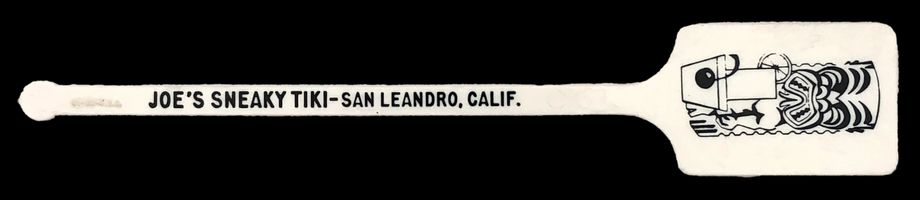 JOE'S SNEAKY TIKI-SAN LEANDRO, CALIF.